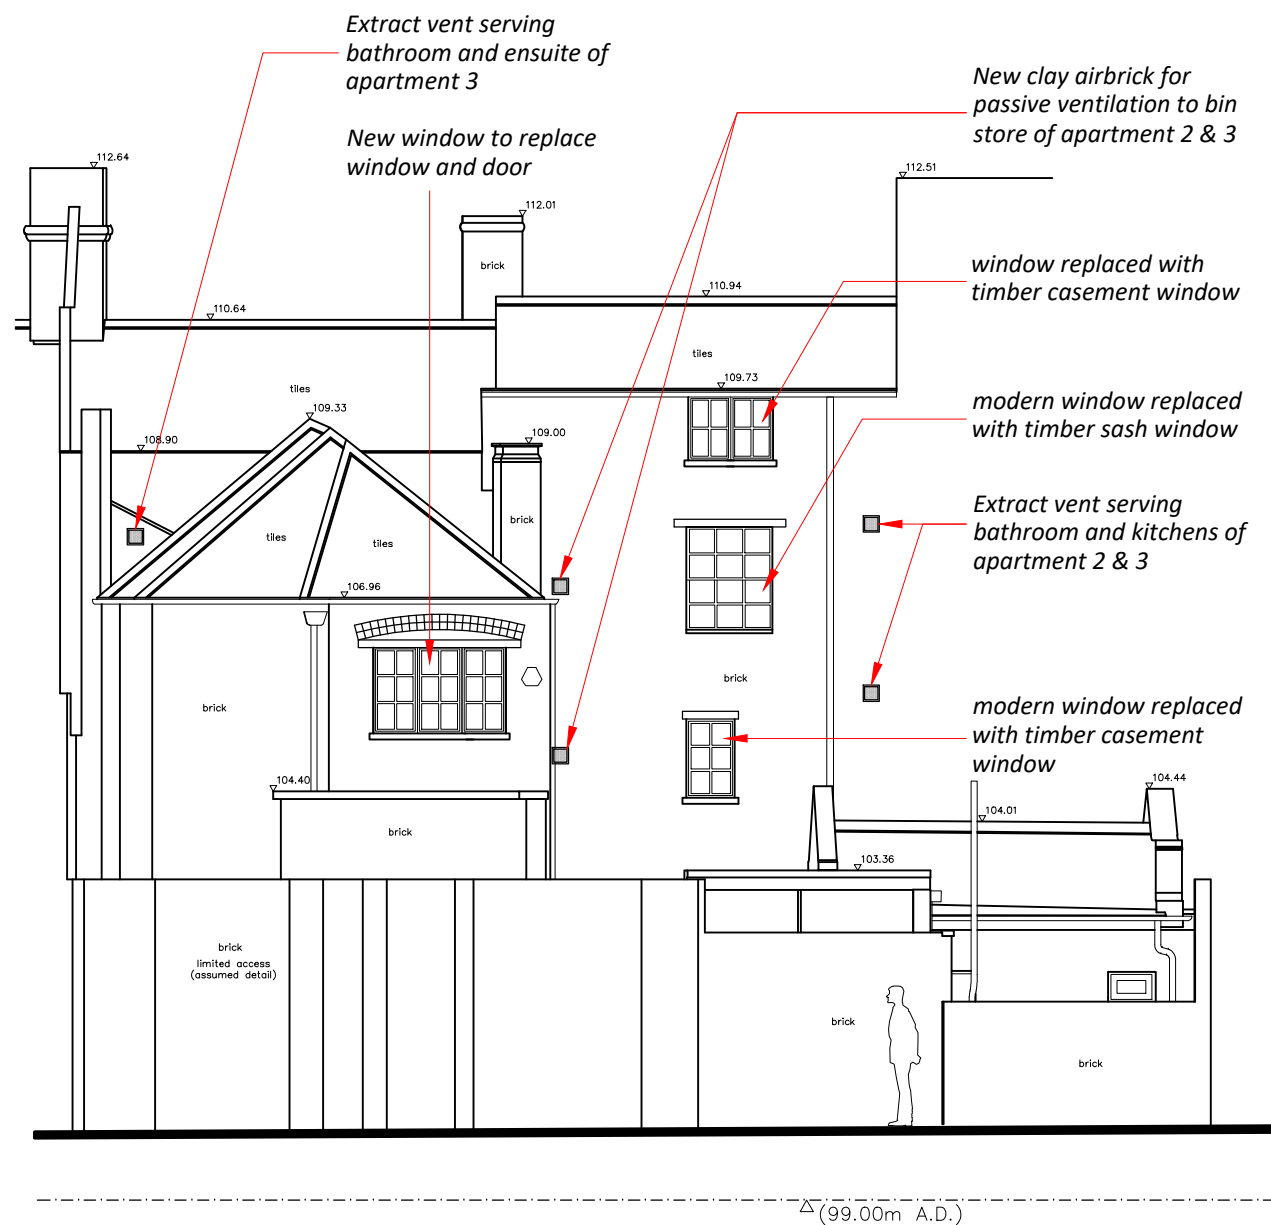 Extract vent serving
bathroom and ensuite of
apartment 3
New clay airbrick for
passive ventilation to bin
store of apartment 2 & 3
New window to replace
window and door
112.64
112.51
112.01
brick
window replaced with
timber casement window
110.94
110.64
tiles
109.73
tiles
modern window replaced
with timber sash window
109.33
108.90
109.00
Extract vent serving
bathroom and kitchens of
apartment 2 & 3
brick
tiles
tiles
106.96
brick
brick
modern window replaced
with timber casement
window
104.40
104.44
104.01
brick
103.36
brick
limited access
(assumed detail)
brick
brick
(99.00m A.D.)